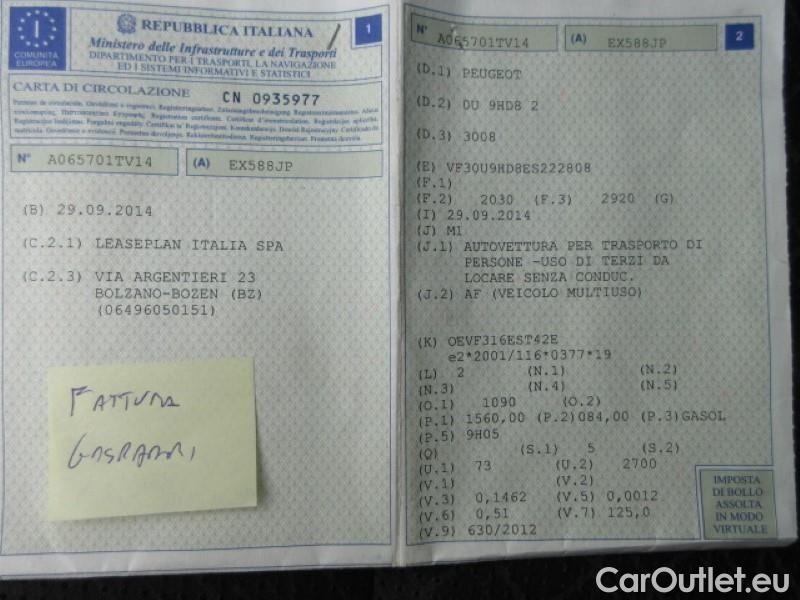 I
COMUNITÀ
EUROPEA
REPUBBLICA ITALIANA
Ministero delle Infrastrutture e dei Trasporti
DIPARTIMENTO PER I TRASPORTI, LA NAVIGAZIONE
ED I SISTEMI INFORMATIVI E STATISTICI
1
CARTA DI CIRCOLAZIONE CN 0935977
N° A065701TV14 (A) EX588JP
(B) 29.09.2014
(C.2.1) LEASEPLAN ITALIA SPA
(C.2.3) VIA ARGENTIERI 23
BOLZANO-BOZEN (BZ)
(06496050151)
FATTURA
N° A065701TV14 (A) EX588JP
2
(D.1) PEUGEOT
(D.2) 0U 9HD8 2
(D.3) 3008
(E) VF30U9HD8ES222808
(F.1)
(F.2) 2030 (F.3) 2920 (G)
(I) 29.09.2014
(J) M1
(J.1) AUTOVETTURA PER TRASPORTO DI
PERSONE -USO DI TERZI DA
LOCARE SENZA CONDUC.
(J.2) AF (VEICOLO MULTIUSO)
(K) OEVF316EST42E
e2*2001/116*0377*19
(L) 2 (N.1) (N.2)
(N.3) (N.4) (N.5)
(O.1) 1090 (O.2)
(P.1) 1560,00 (P.2)084,00 (P.3)GASOL
(P.5) 9H05
(Q) (S.1) 5 (S.2)
(U.1) 73 (U.2) 2700
(V.1) (V.2)
(V.3) 0,1462 (V.5) 0,0012
(V.6) 0,51 (V.7) 125,0
(V.9) 630/2012
IMPOSTA
DI BOLLO
ASSOLTA
IN MODO
VIRTUALE
CarOutlet.eu